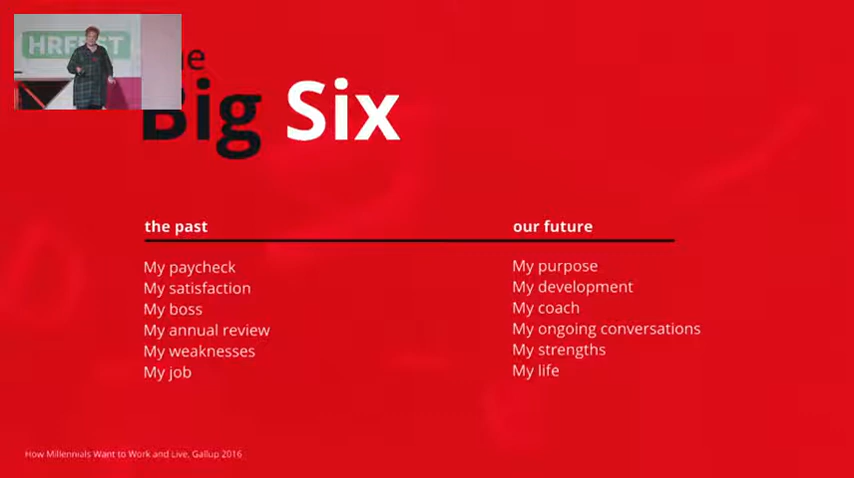 HRFEST
Big Six
the past
our future
My paycheck
My satisfaction
My boss
My annual review
My weaknesses
My job
My purpose
My development
My coach
My ongoing conversations
My strengths
My life
How Millennials Want to Work and Live, Gallup 2016